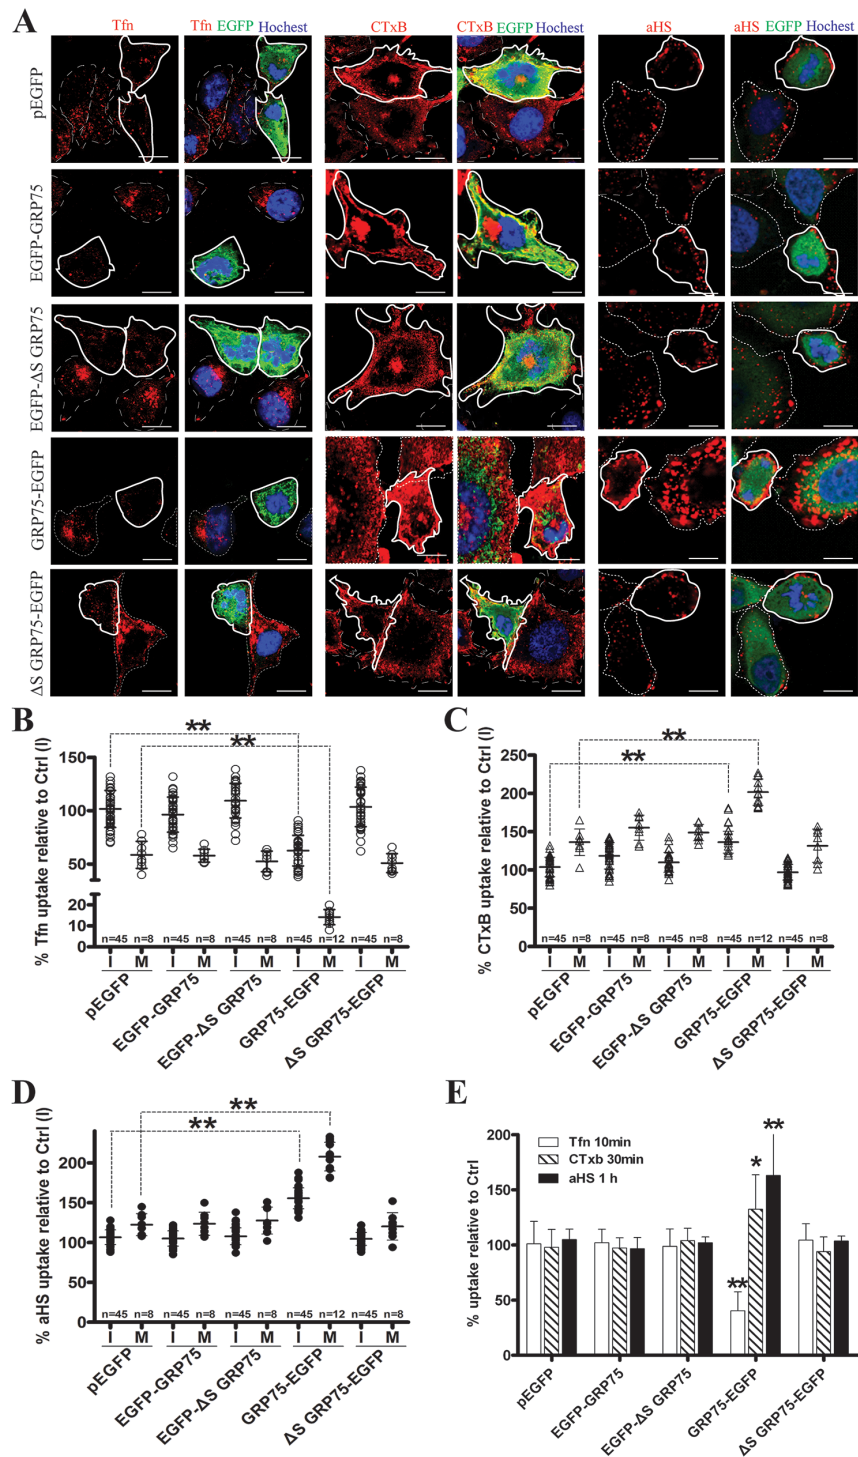 A
Tfn
Tfn EGFP Hochest
CTxB
CTxB EGFP Hochest
aHS
aHS EGFP Hochest
pEGFP
EGFP-GRP75
EGFP-ΔS GRP75
GRP75-EGFP
ΔS GRP75-EGFP
B
% Tfn uptake relative to Ctrl (I)
150
100
50
20
10
0
**
**
n=45 n=8 n=45 n=8 n=45 n=8 n=45 n=12 n=45 n=8
I M I M I M I M I M
pEGFP
EGFP-GRP75
EGFP-ΔS GRP75
GRP75-EGFP
ΔS GRP75-EGFP
C
% CTxB uptake relative to Ctrl (I)
250
200
150
100
50
0
**
**
n=45 n=8 n=45 n=8 n=45 n=8 n=45 n=12 n=45 n=8
I M I M I M I M I M
pEGFP
EGFP-GRP75
EGFP-ΔS GRP75
GRP75-EGFP
ΔS GRP75-EGFP
D
% aHS uptake relative to Ctrl (I)
200
150
100
50
0
**
**
n=45 n=8 n=45 n=8 n=45 n=8 n=45 n=12 n=45 n=8
I M I M I M I M I M
pEGFP
EGFP-GRP75
EGFP-ΔS GRP75
GRP75-EGFP
ΔS GRP75-EGFP
E
% uptake relative to Ctrl
200
150
100
50
0
Tfn 10min
CTxb 30min
aHS 1 h
**
*
**
pEGFP
EGFP-GRP75
EGFP-ΔS GRP75
GRP75-EGFP
ΔS GRP75-EGFP